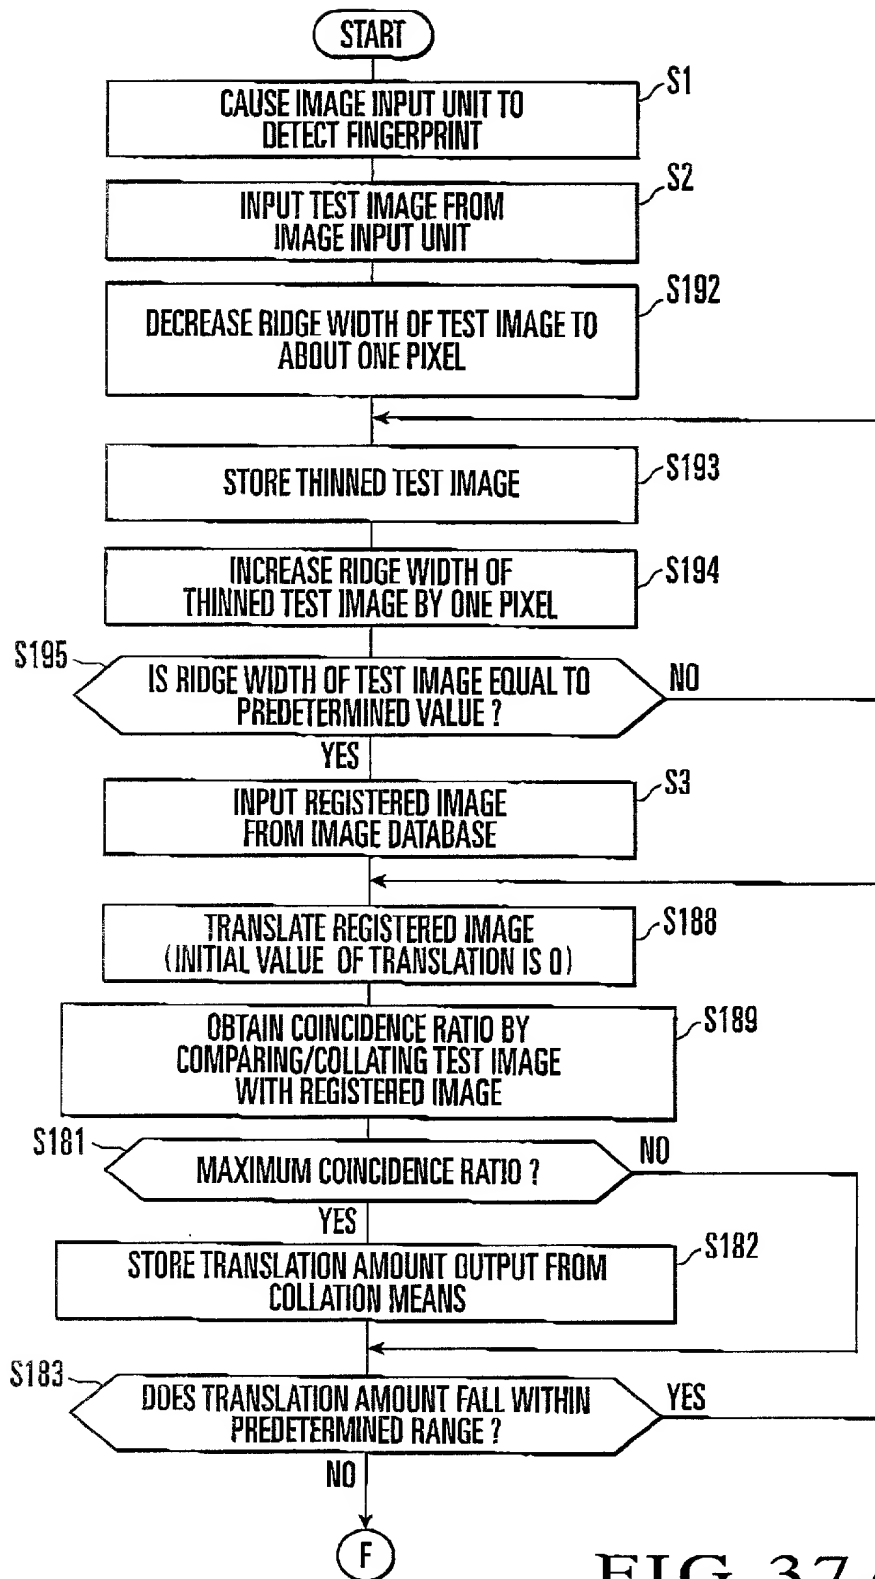 START
S1
CAUSE IMAGE INPUT UNIT TO
DETECT FINGERPRINT
S2
INPUT TEST IMAGE FROM
IMAGE INPUT UNIT
S192
DECREASE RIDGE WIDTH OF TEST IMAGE TO
ABOUT ONE PIXEL
S193
STORE THINNED TEST IMAGE
S194
INCREASE RIDGE WIDTH OF
THINNED TEST IMAGE BY ONE PIXEL
S195
IS RIDGE WIDTH OF TEST IMAGE EQUAL TO
PREDETERMINED VALUE ?
NO
YES
S3
INPUT REGISTERED IMAGE
FROM IMAGE DATABASE
S188
TRANSLATE REGISTERED IMAGE
(INITIAL VALUE OF TRANSLATION IS 0)
S189
OBTAIN COINCIDENCE RATIO BY
COMPARING/COLLATING TEST IMAGE
WITH REGISTERED IMAGE
S181
MAXIMUM COINCIDENCE RATIO ?
NO
YES
S182
STORE TRANSLATION AMOUNT OUTPUT FROM
COLLATION MEANS
S183
DOES TRANSLATION AMOUNT FALL WITHIN
PREDETERMINED RANGE ?
YES
NO
F
FIG.37